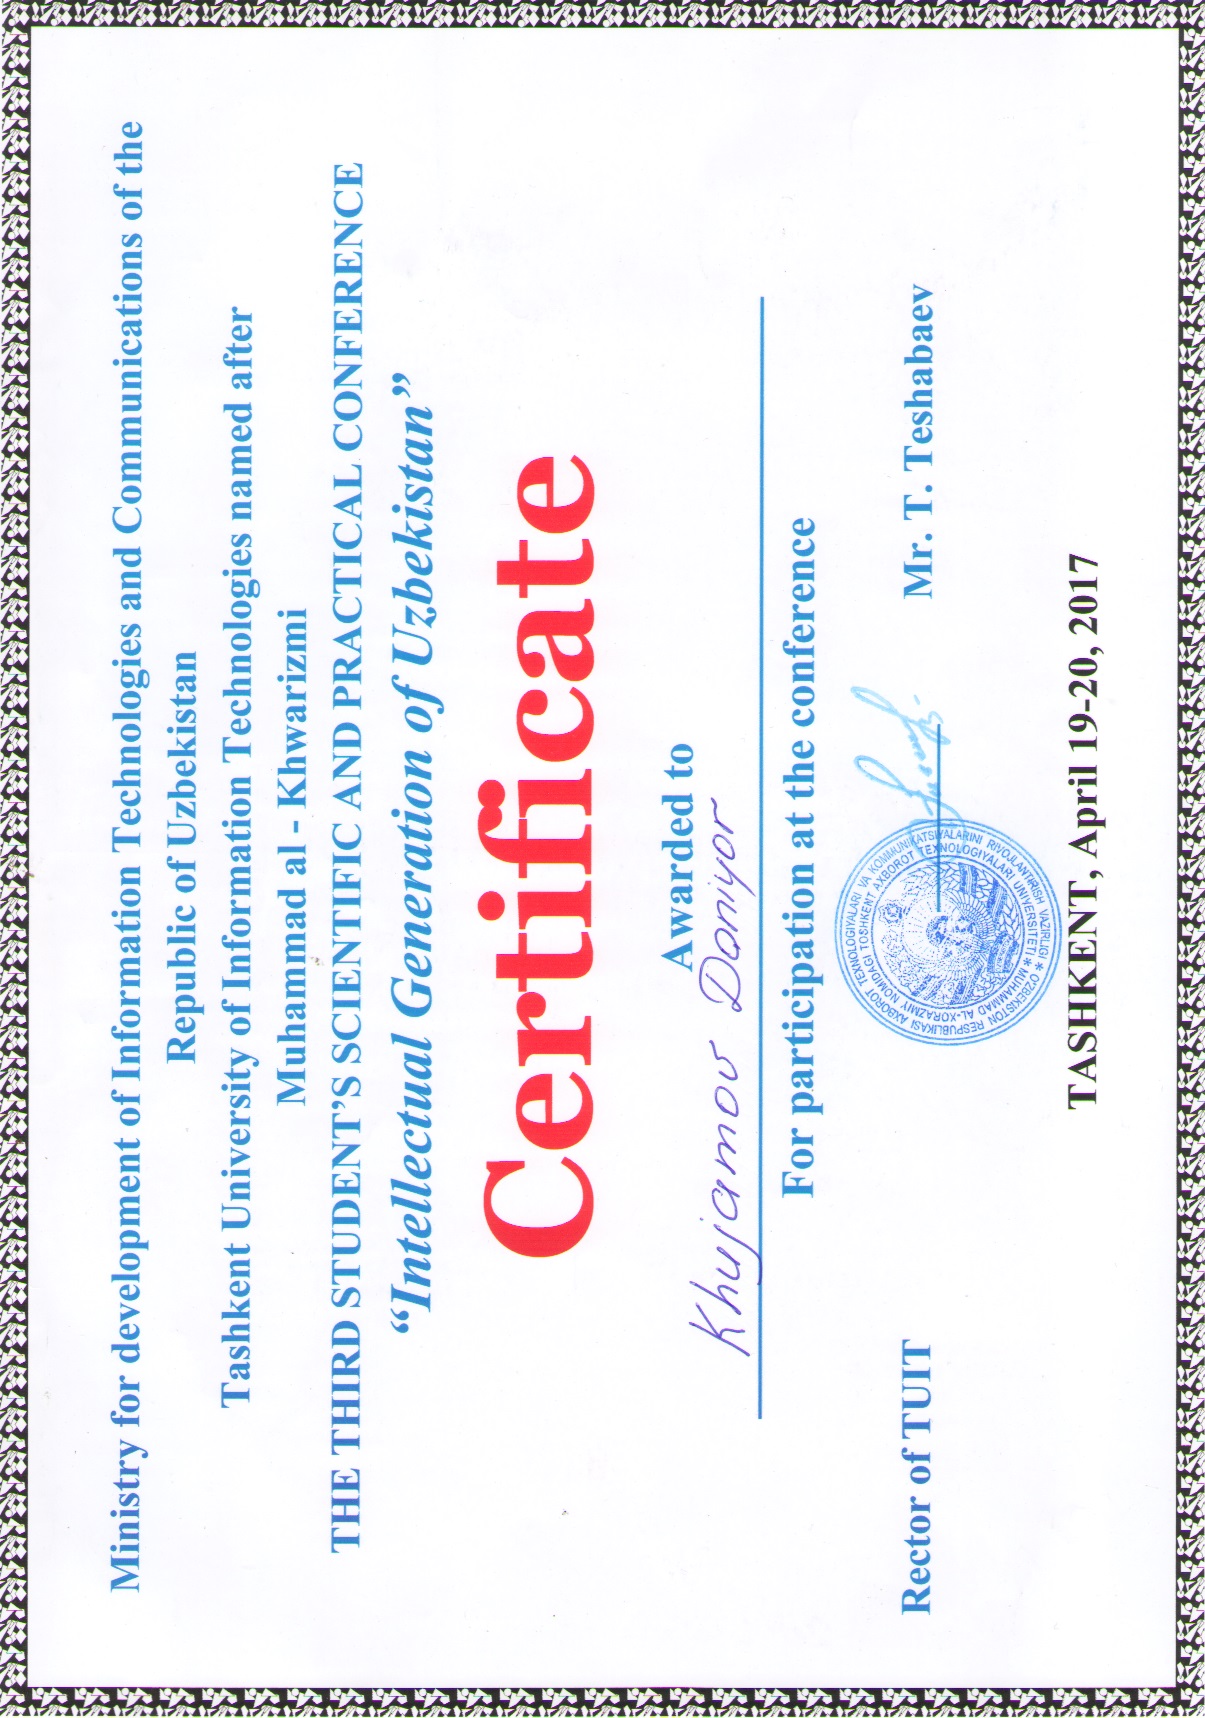 Ministry for development of Information Technologies and Communications of the
Republic of Uzbekistan
Tashkent University of Information Technologies named after
Muhammad al - Khwarizmi
THE THIRD STUDENT’S SCIENTIFIC AND PRACTICAL CONFERENCE
“Intellectual Generation of Uzbekistan”
Certificate
Awarded to
Khujamov Doniyor
For participation at the conference
Rector of TUIT
Mr. T. Teshabaev
O'ZBEKISTON RESPUBLIKASI AXBOROT TEXNOLOGIYALARI VA KOMMUNIKATSIYALARINI RIVOJLANTIRISH VAZIRLIGI *
MUHAMMAD AL-XORAZMIY NOMIDAGI TOSHKENT AXBOROT TEXNOLOGIYALARI UNIVERSITETI *
TASHKENT, April 19-20, 2017